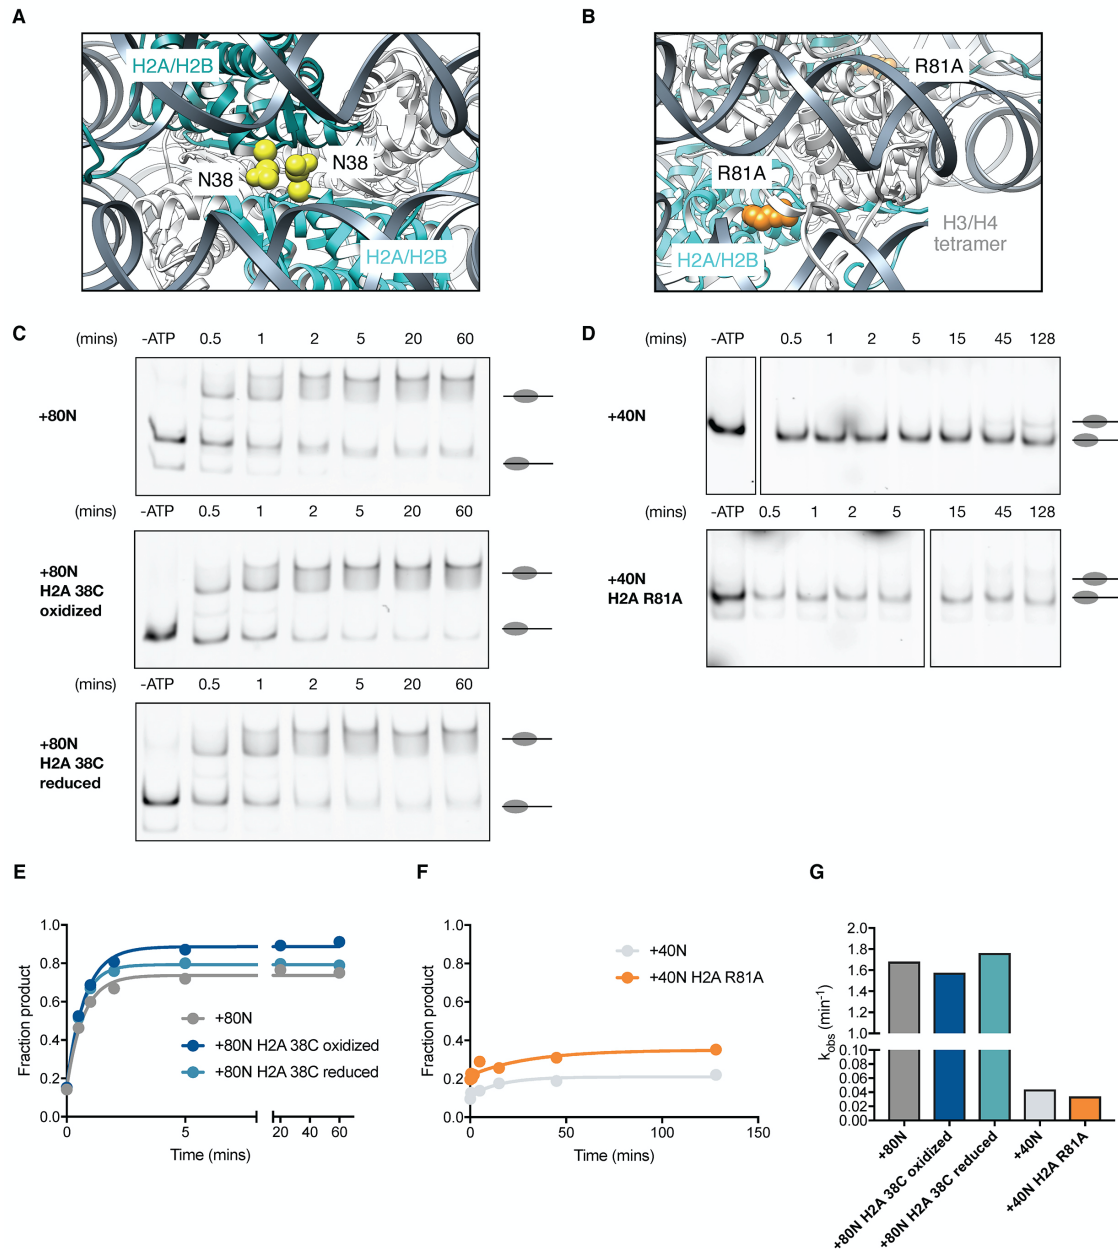 A
H2A/H2B
N38
N38
H2A/H2B
B
R81A
R81A
H3/H4
tetramer
H2A/H2B
C
(mins) -ATP 0.5 1 2 5 20 60
+80N
(mins) -ATP 0.5 1 2 5 20 60
+80N
H2A 38C
oxidized
(mins) -ATP 0.5 1 2 5 20 60
+80N
H2A 38C
reduced
D
(mins) -ATP 0.5 1 2 5 15 45 128
+40N
(mins) -ATP 0.5 1 2 5 15 45 128
+40N
H2A R81A
E
Fraction product
1.0
0.8
0.6
0.4
0.2
0.0
+80N
+80N H2A 38C oxidized
+80N H2A 38C reduced
0 5 20 40 60
Time (mins)
F
Fraction product
1.0
0.8
0.6
0.4
0.2
0.0
+40N
+40N H2A R81A
0 50 100 150
Time (mins)
G
kobs (min-1)
2.0
1.8
1.6
1.4
1.2
1.0
0.10
0.08
0.06
0.04
0.02
0.00
+80N
+80N H2A 38C oxidized
+80N H2A 38C reduced
+40N
+40N H2A R81A